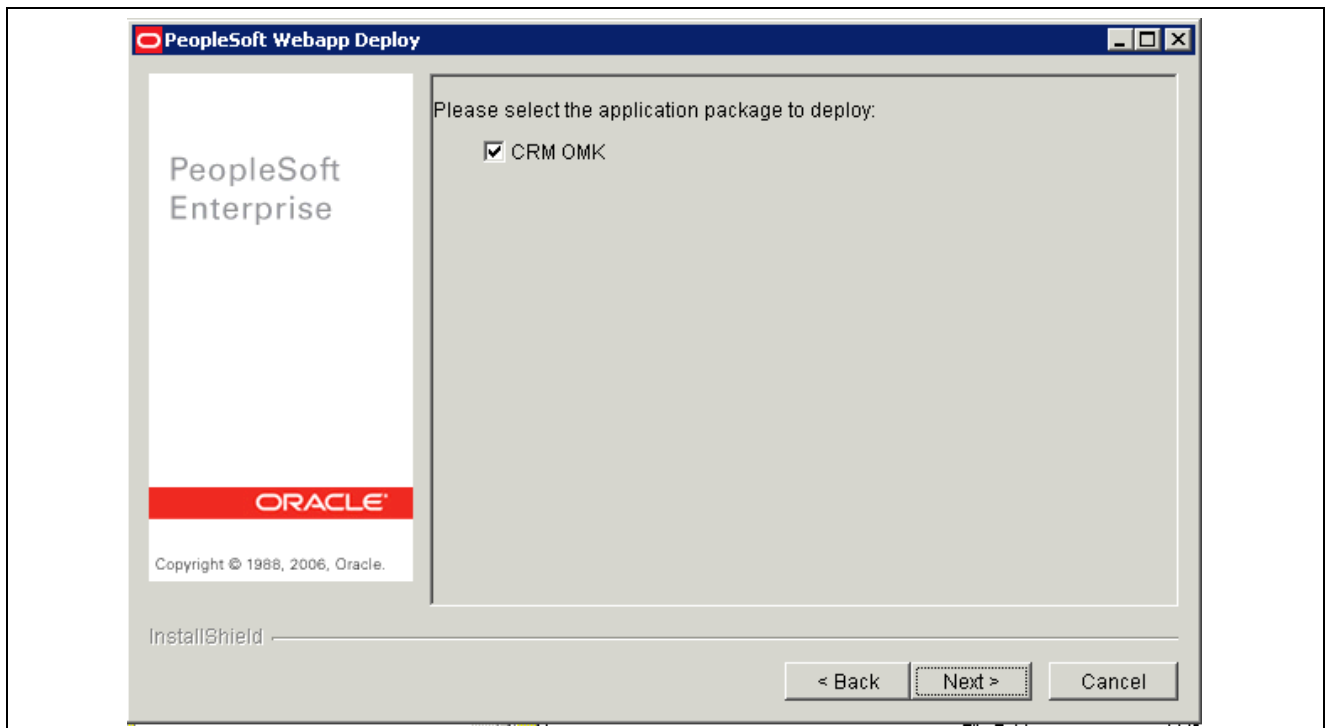 PeopleSoft Webapp Deploy
Please select the application package to deploy:
CRM OMK
PeopleSoft
Enterprise
ORACLE
Copyright © 1988, 2006, Oracle.
InstallShield
< Back
Next >
Cancel